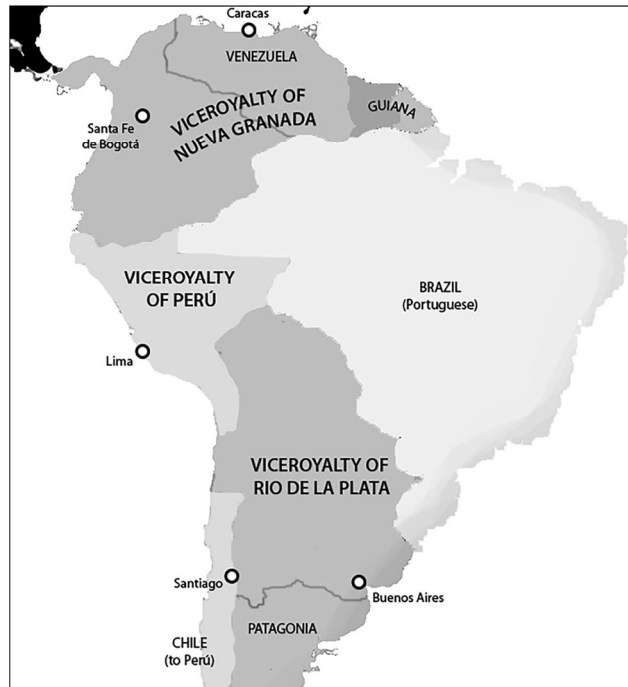 Caracas
VENEZUELA
GUIANA
VICEROYALTY OF
NUEVA GRANADA
Santa Fe
de Bogotá
VICEROYALTY
OF PERÚ
BRAZIL
(Portuguese)
Lima
VICEROYALTY OF
RIO DE LA PLATA
Santiago
Buenos Aires
PATAGONIA
CHILE
(to Perú)